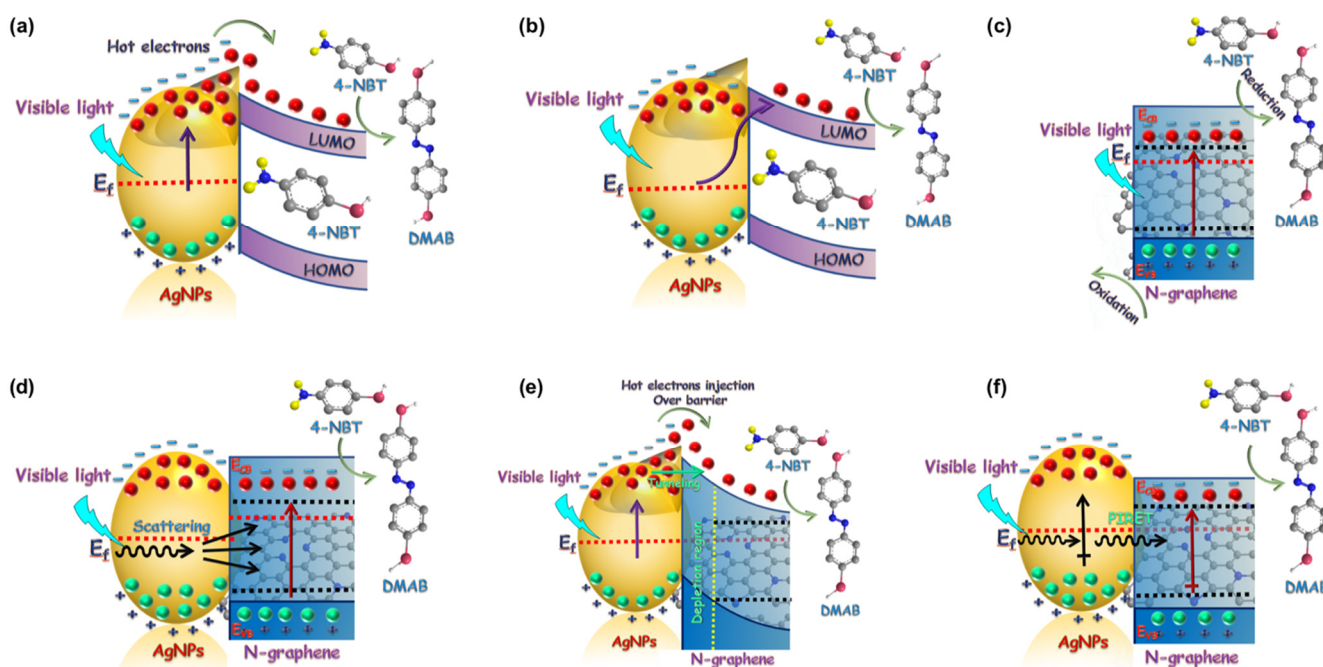 (a)
Hot electrons
4-NBT
Visible light
LUMO
Ef
4-NBT
DMAB
HOMO
AgNPs
(b)
4-NBT
Visible light
LUMO
Ef
4-NBT
DMAB
HOMO
AgNPs
(c)
4-NBT
Reduction
ECB
Visible light
Ef
DMAB
EVB
N-graphene
Oxidation
(d)
4-NBT
Visible light
ECB
Scattering
Ef
DMAB
EVB
AgNPs
N-graphene
(e)
Hot electrons injection
Over barrier
4-NBT
Visible light
Tunneling
Ef
Depletion region
DMAB
AgNPs
N-graphene
(f)
4-NBT
Visible light
ECB
PIRET
Ef
DMAB
EVB
AgNPs
N-graphene